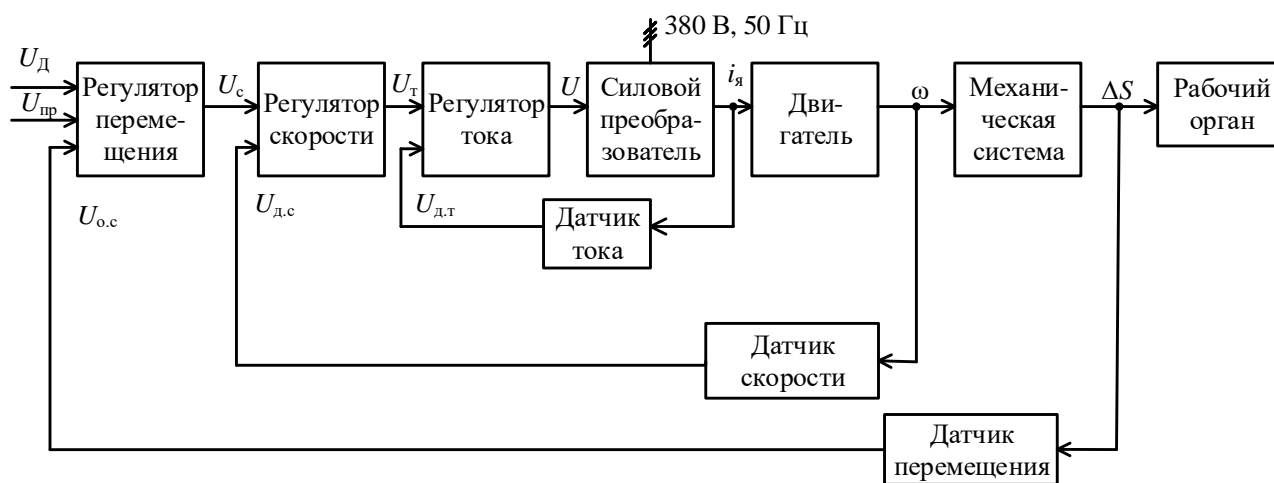 380 В, 50 Гц
U_Д
U_пр
Регулятор
переме-
щения
U_с
Регулятор
скорости
U_т
Регулятор
тока
U
Силовой
преобра-
зователь
i_я
Дви-
гатель
ω
Механи-
ческая
система
ΔS
Рабочий
орган
U_о.с
U_д.с
U_д.т
Датчик
тока
Датчик
скорости
Датчик
перемещения